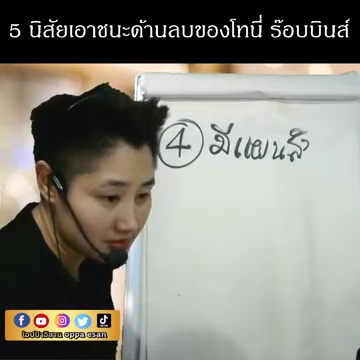 5 นิสัยเอาชนะด้านลบของโทนี่ ร๊อบบินส์
4 มีแผนสำ
โอปป้าอีสาน oppa esan